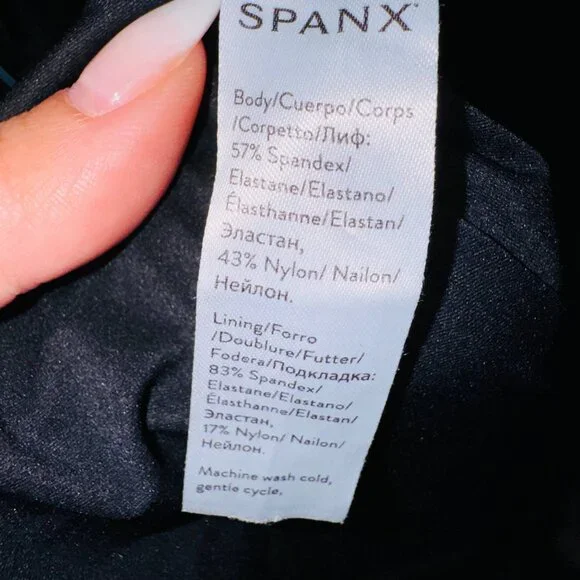 SPANX
Body/Cuerpo/Corps
/Corpetto/Лиф:
57% Spandex/
Elastane/Elastano/
Élasthanne/Elastan/
Эластан,
43% Nylon/ Nailon/
Нейлон.
Lining/Forro
/Doublure/Futter/
Fodera/Подкладка:
83% Spandex/
Elastane/Elastano/
Élasthanne/Elastan/
Эластан,
17% Nylon/ Nailon/
Нейлон.
Machine wash cold,
gentle cycle.